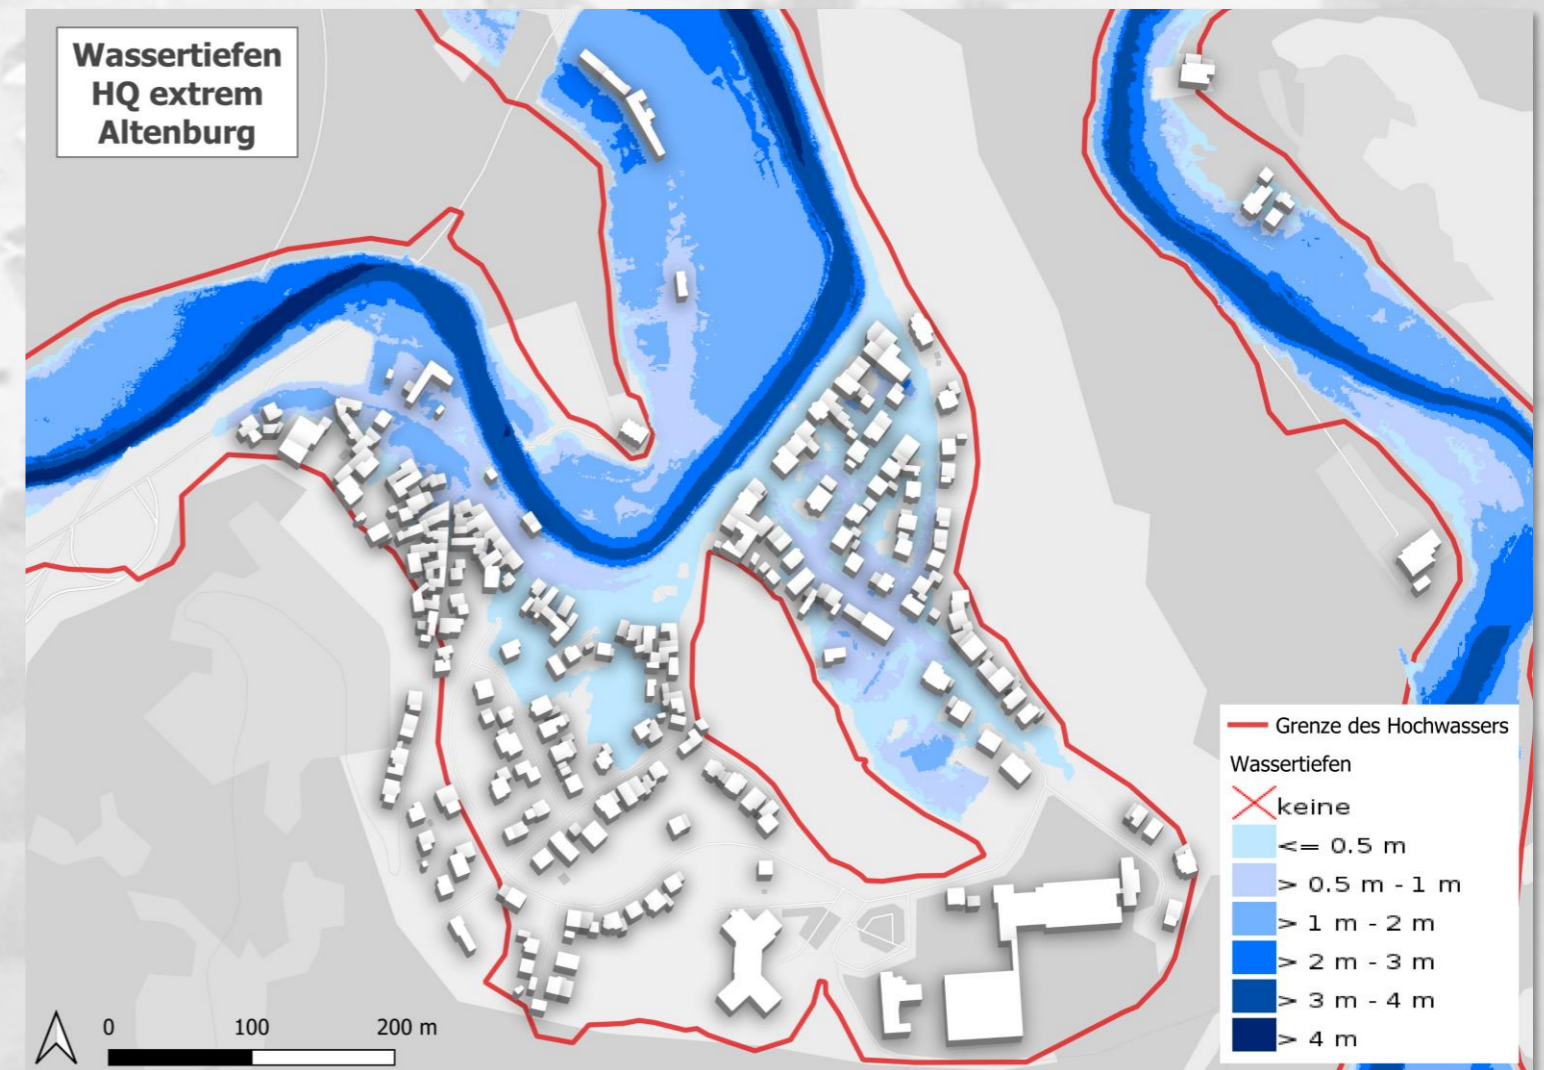 Wassertiefen
HQ extrem
Altenburg
Grenze des Hochwassers
Wassertiefen
keine
<= 0.5 m
> 0.5 m - 1 m
> 1 m - 2 m
> 2 m - 3 m
> 3 m - 4 m
> 4 m
0 100 200 m